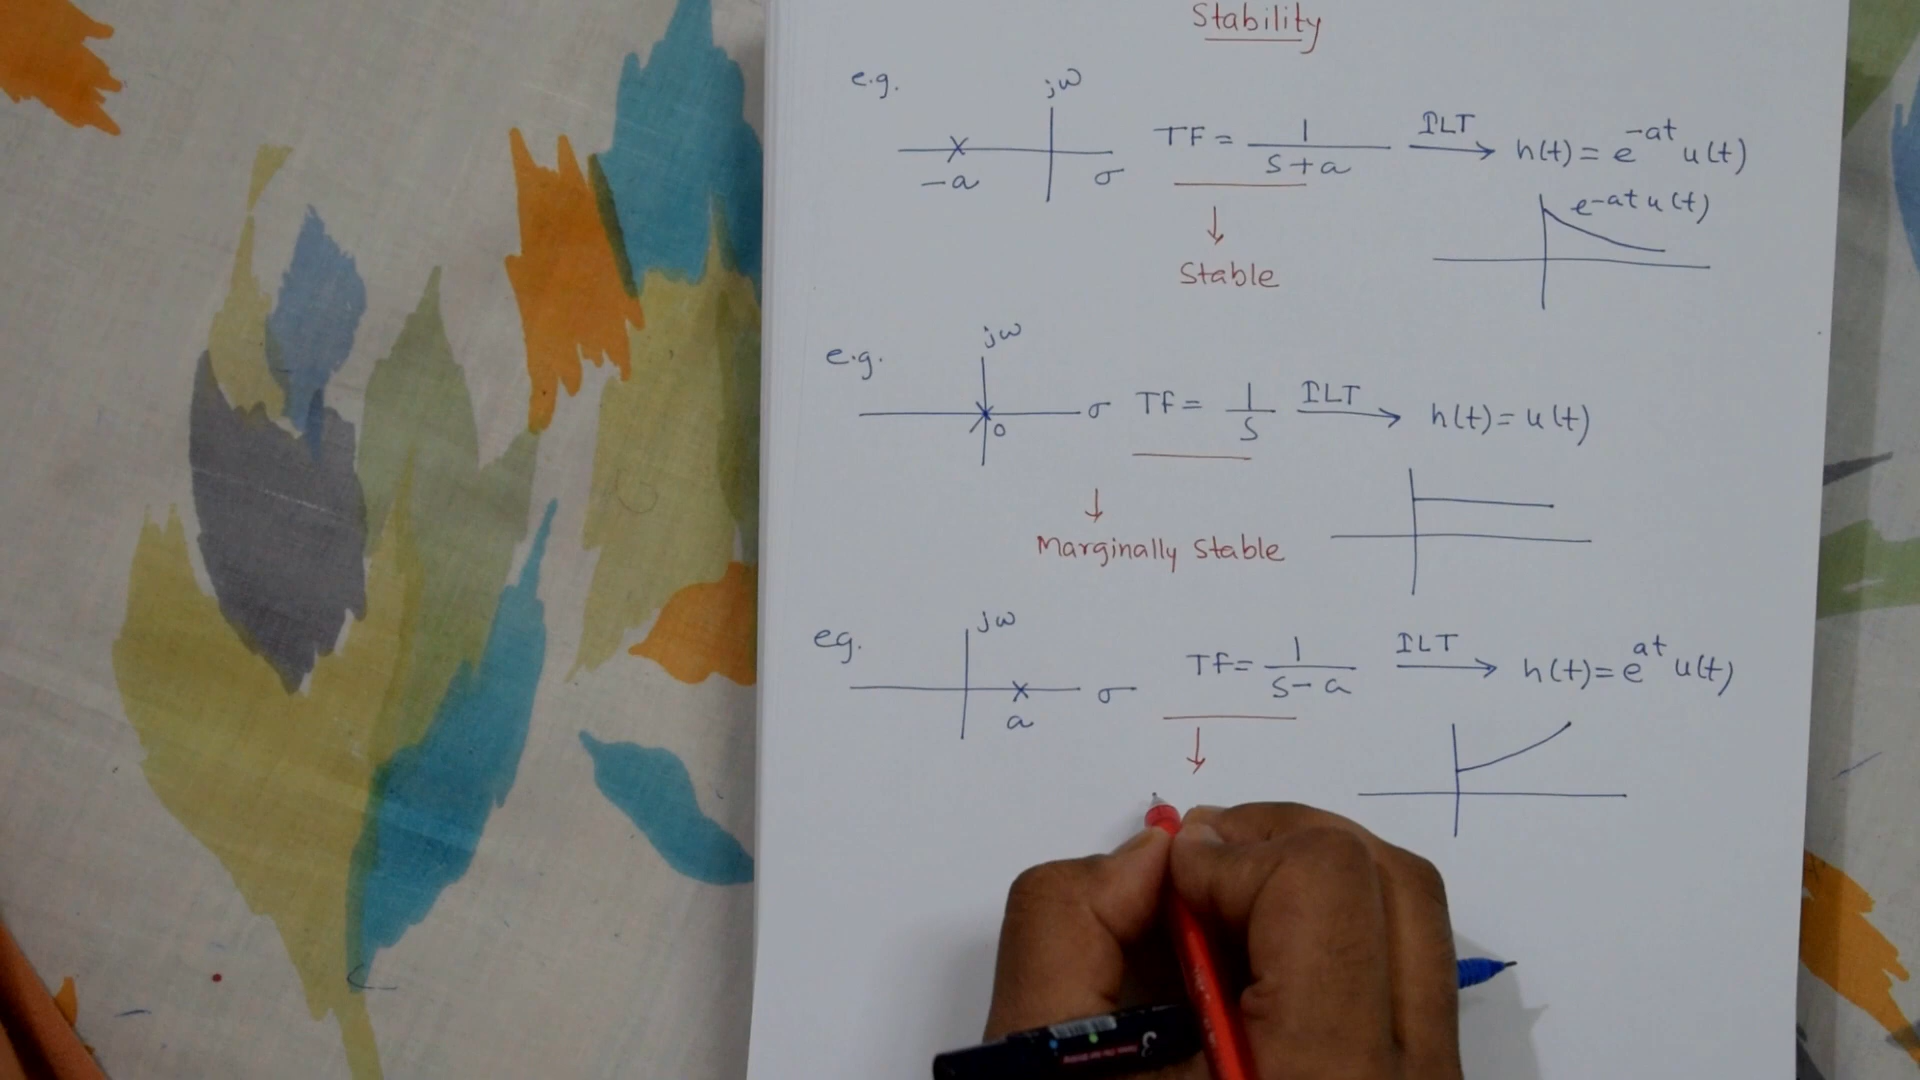 Stability
e.g.
jω
-a
σ
TF = 1/(s+a)
ILT
h(t) = e^-at u(t)
e^-at u(t)
Stable
e.g.
jω
σ
0
Tf = 1/s
ILT
h(t) = u(t)
Marginally Stable
eg.
jω
a
σ
Tf = 1/(s-a)
ILT
h(t) = e^at u(t)